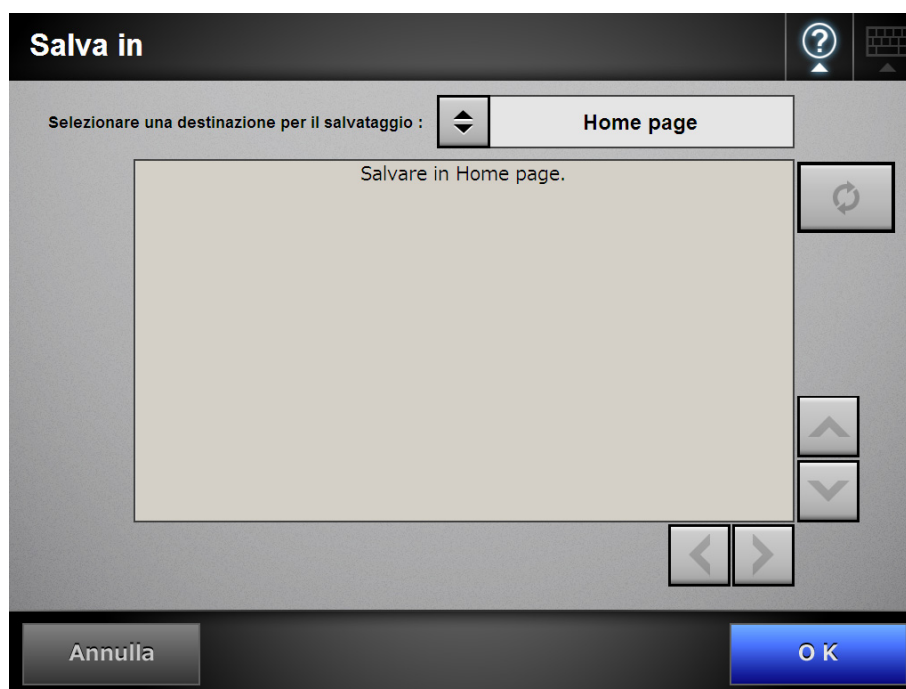 Salva in
?
Selezionare una destinazione per il salvataggio :
Home page
Salvare in Home page.
Annulla
O K